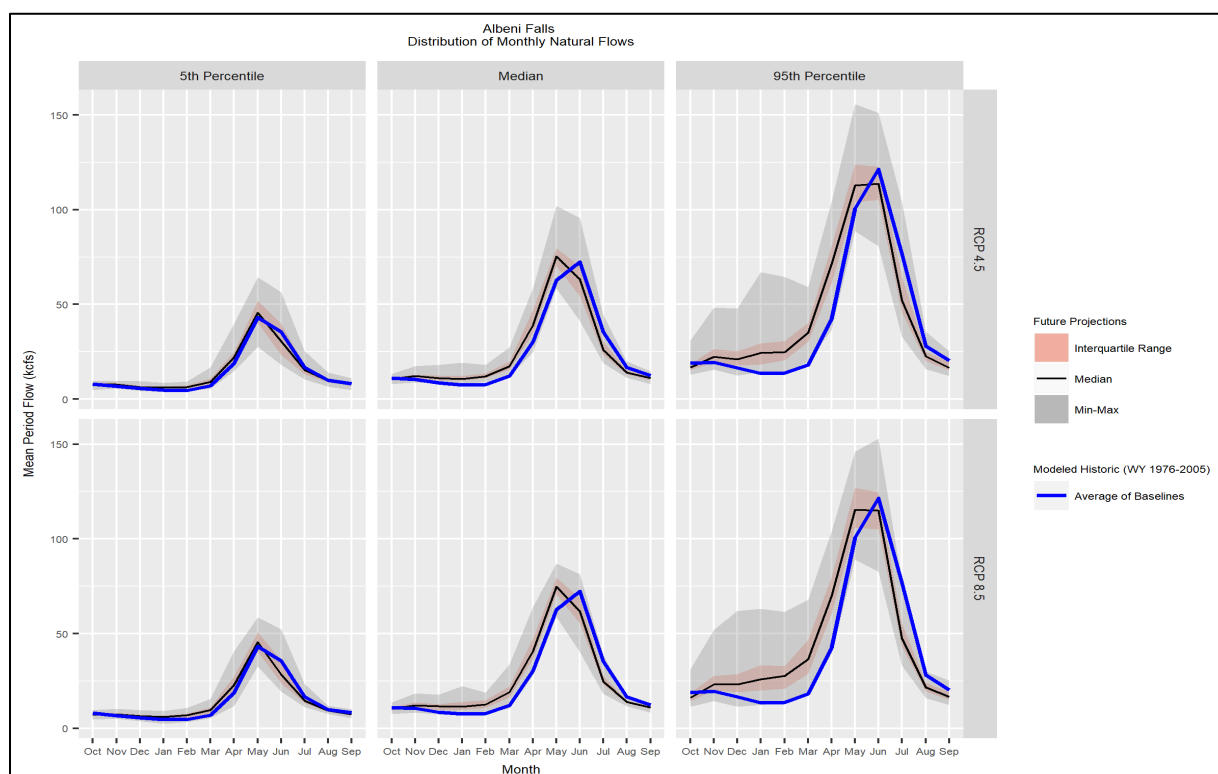 Albeni Falls
Distribution of Monthly Natural Flows
5th Percentile
Median
95th Percentile
Mean Period Flow (kcfs)
150
100
50
0
RCP 4.5
150
100
50
0
RCP 8.5
Oct Nov Dec Jan Feb Mar Apr May Jun Jul Aug Sep
Oct Nov Dec Jan Feb Mar Apr May Jun Jul Aug Sep
Oct Nov Dec Jan Feb Mar Apr May Jun Jul Aug Sep
Month
Future Projections
Interquartile Range
Median
Min-Max
Modeled Historic (WY 1976-2005)
Average of Baselines